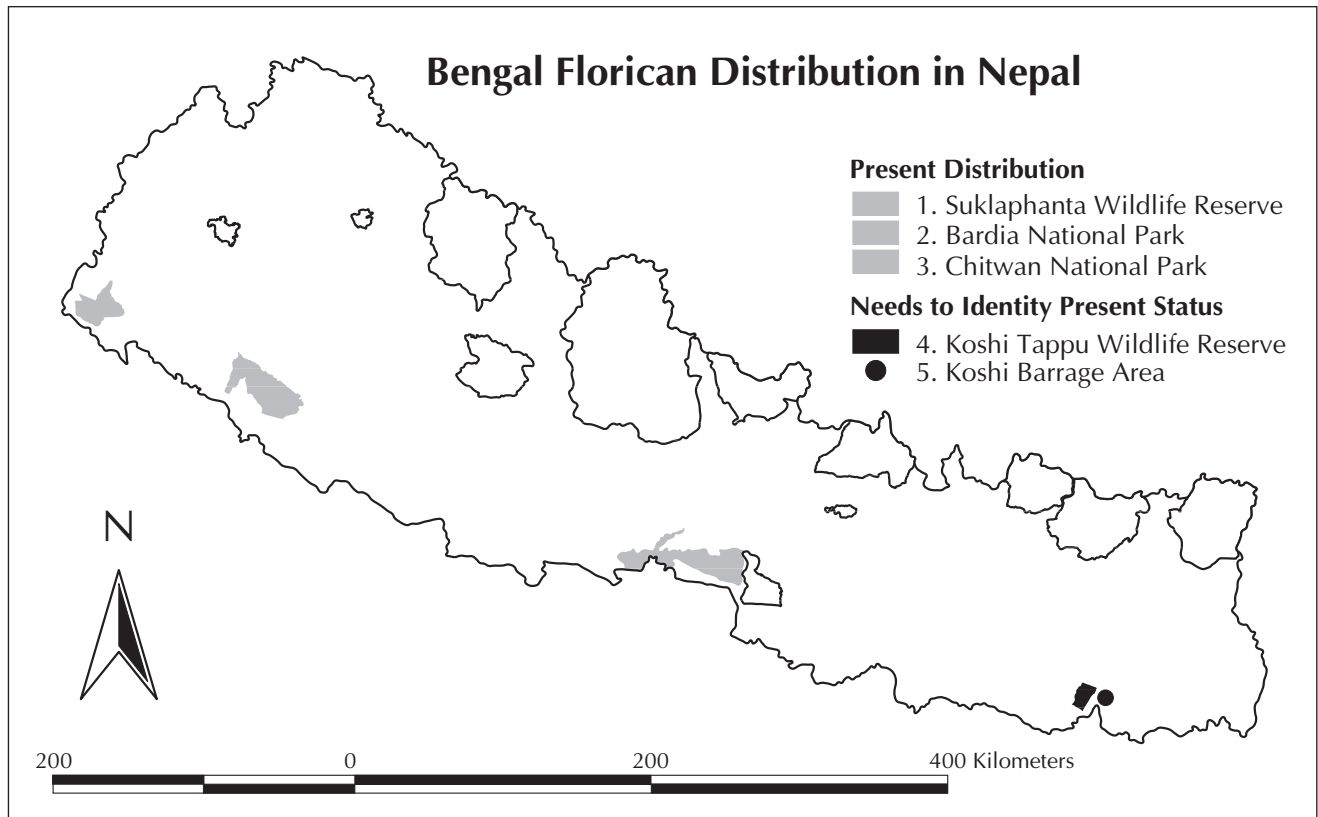 Bengal Florican Distribution in Nepal
Present Distribution
1. Suklaphanta Wildlife Reserve
2. Bardia National Park
3. Chitwan National Park
Needs to Identity Present Status
4. Koshi Tappu Wildlife Reserve
5. Koshi Barrage Area
N
200 0 200 400 Kilometers